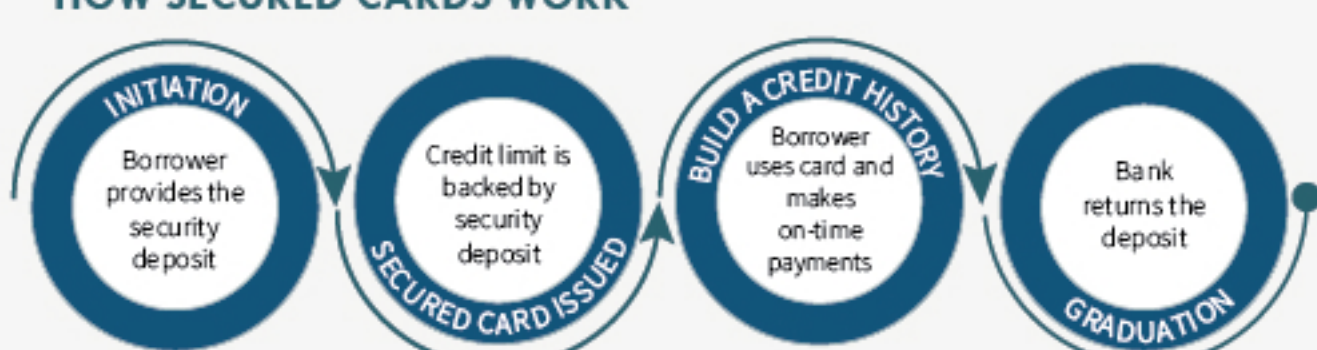 HOW SECURED CARDS WORK
INITIATION
Borrower
provides the
security
deposit
Credit limit is
backed by
security
deposit
SECURED CARD ISSUED
BUILD A CREDIT HISTORY
Borrower
uses card and
makes
on-time
payments
Bank
returns the
deposit
GRADUATION